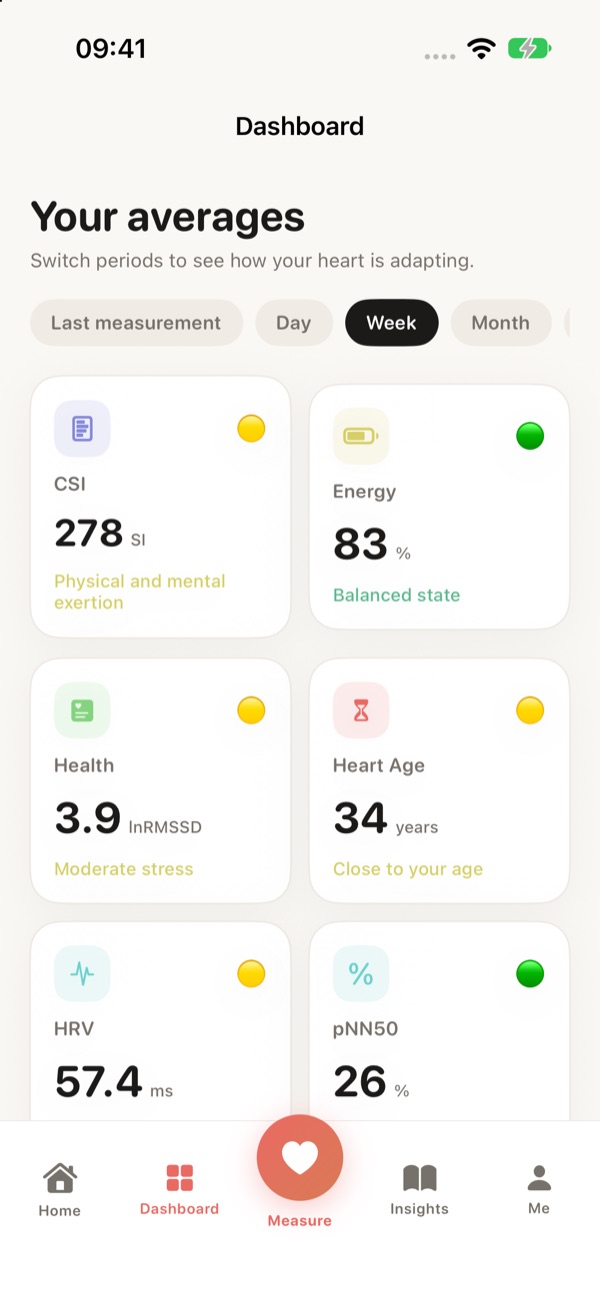 09:41
Dashboard
Your averages
Switch periods to see how your heart is adapting.
Last measurement
Day
Week
Month
CSI
278 SI
Physical and mental
exertion
Energy
83 %
Balanced state
Health
3.9 lnRMSSD
Moderate stress
Heart Age
34 years
Close to your age
HRV
57.4 ms
%
pNN50
26 %
Home
Dashboard
Measure
Insights
Me